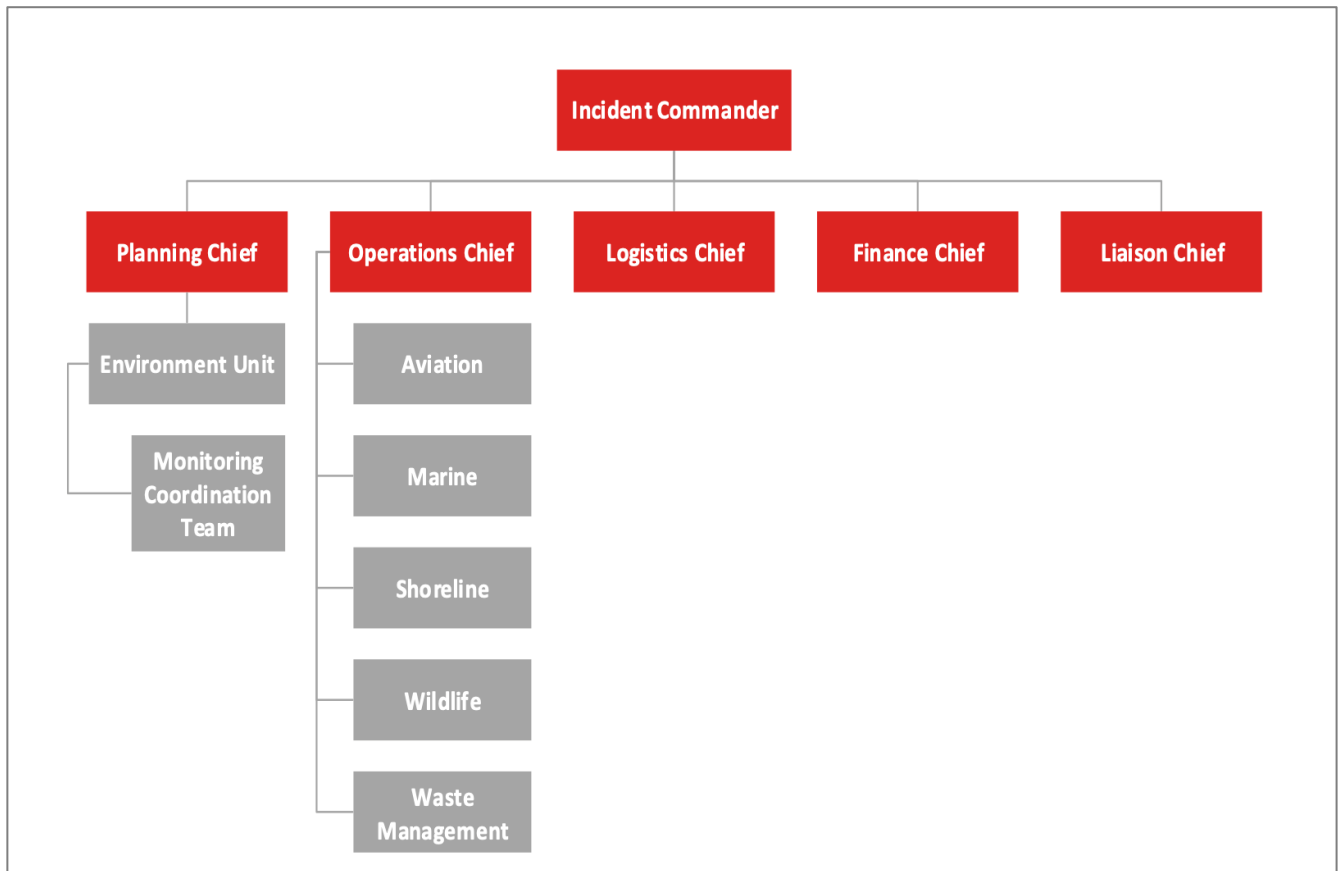 Incident Commander
Planning Chief
Operations Chief
Logistics Chief
Finance Chief
Liaison Chief
Environment Unit
Aviation
Monitoring
Coordination
Team
Marine
Shoreline
Wildlife
Waste
Management